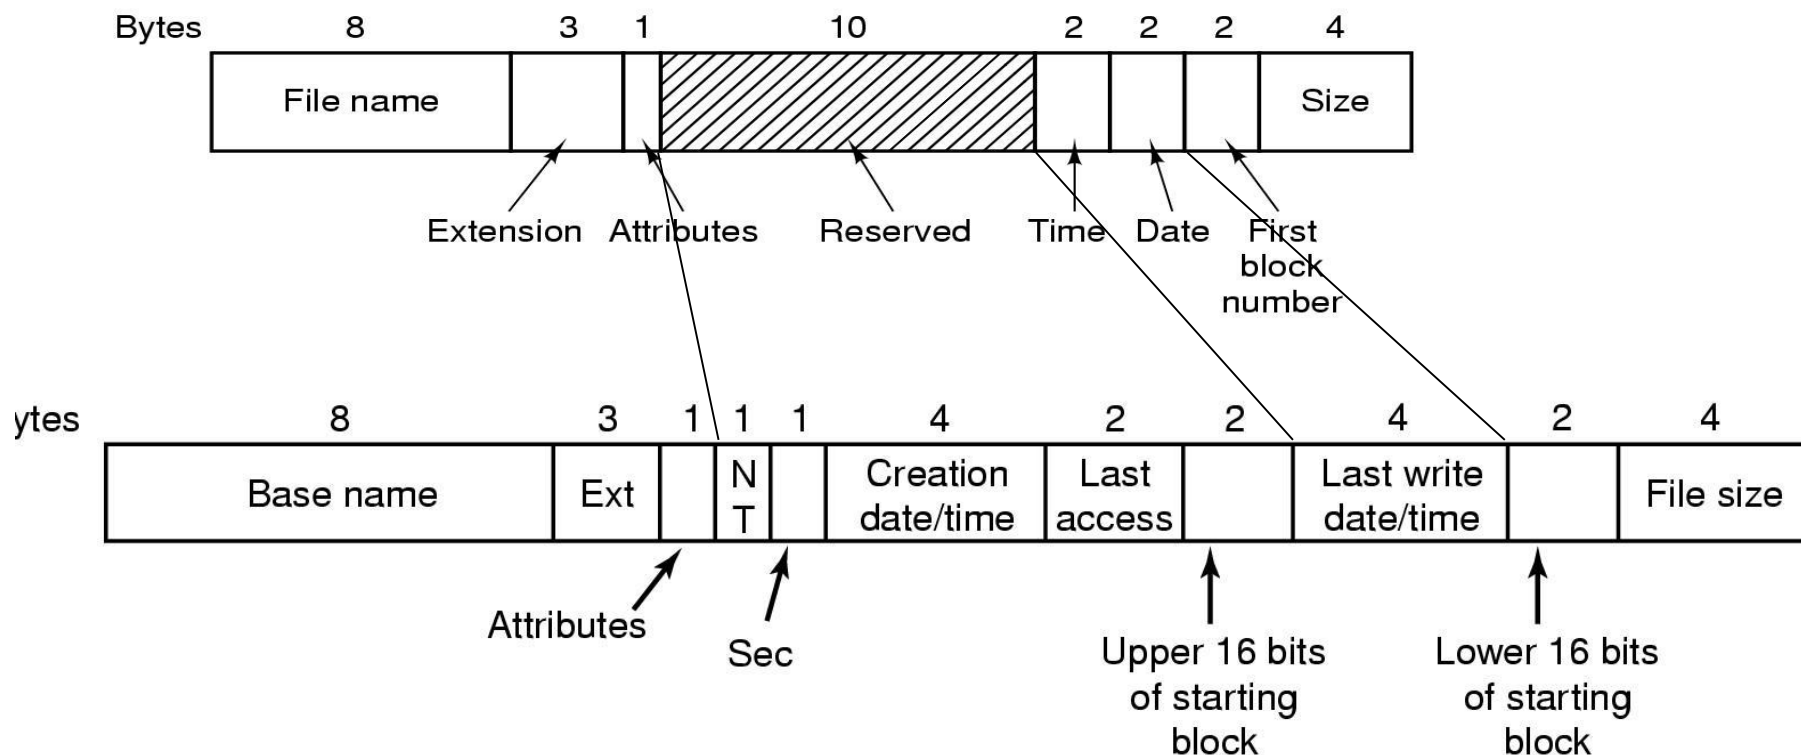 Bytes 8 3 1 10 2 2 2 4
File name Size
Extension Attributes Reserved Time Date First
block
number
ytes 8 3 1 1 1 4 2 2 4 2 4
Base name Ext N
T Creation
date/time Last
access Last write
date/time File size
Attributes
Sec
Upper 16 bits
of starting
block
Lower 16 bits
of starting
block